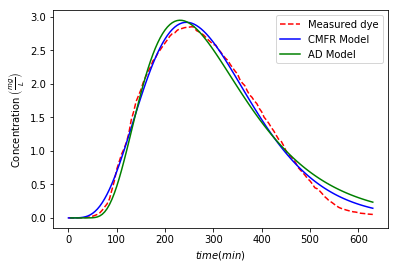 3.0
2.5
2.0
1.5
1.0
0.5
0.0
Concentration (mg/L)
0 100 200 300 400 500 600
time(min)
Measured dye
CMFR Model
AD Model